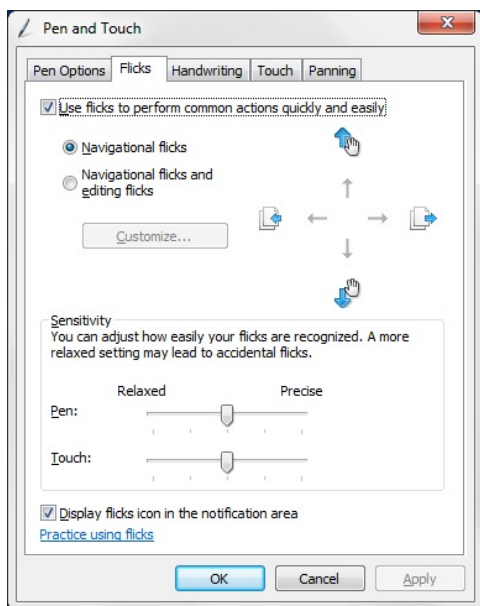 Pen and Touch
Pen Options Flicks Handwriting Touch Panning
Use flicks to perform common actions quickly and easily
Navigational flicks
Navigational flicks and
editing flicks
Customize...
Sensitivity
You can adjust how easily your flicks are recognized. A more
relaxed setting may lead to accidental flicks.
Relaxed Precise
Pen:
Touch:
Display flicks icon in the notification area
Practice using flicks
OK Cancel Apply